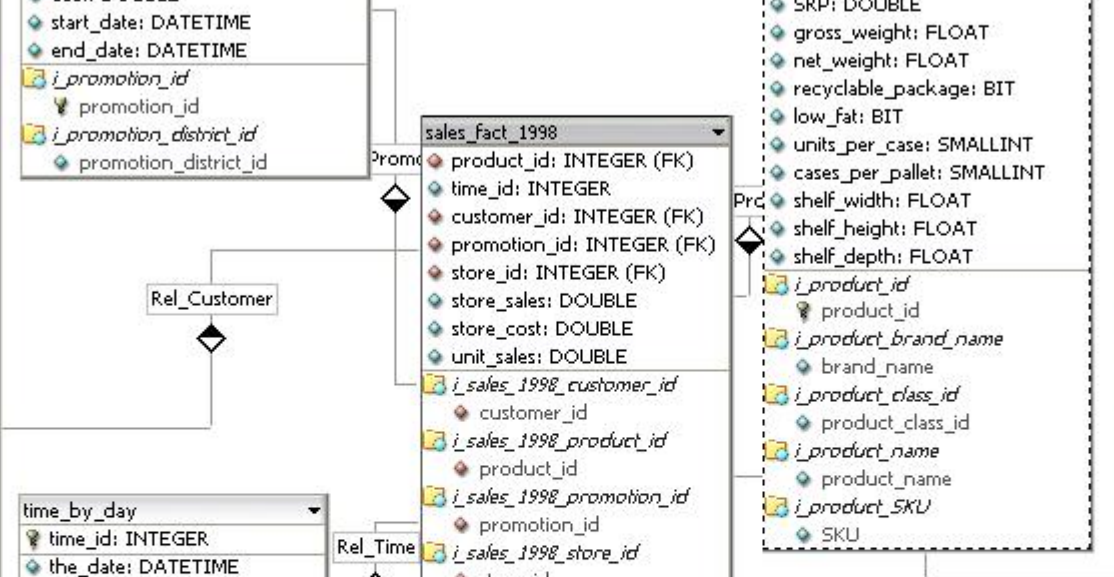 start_date: DATETIME
end_date: DATETIME
i_promotion_id
promotion_id
i_promotion_district_id
promotion_district_id
Rel_Customer
time_by_day
time_id: INTEGER
the_date: DATETIME
Rel_Time
sales_fact_1998
product_id: INTEGER (FK)
time_id: INTEGER
customer_id: INTEGER (FK)
promotion_id: INTEGER (FK)
store_id: INTEGER (FK)
store_sales: DOUBLE
store_cost: DOUBLE
unit_sales: DOUBLE
i_sales_1998_customer_id
customer_id
i_sales_1998_product_id
product_id
i_sales_1998_promotion_id
promotion_id
i_sales_1998_store_id
SRP: DOUBLE
gross_weight: FLOAT
net_weight: FLOAT
recyclable_package: BIT
low_fat: BIT
units_per_case: SMALLINT
cases_per_pallet: SMALLINT
shelf_width: FLOAT
shelf_height: FLOAT
shelf_depth: FLOAT
i_product_id
product_id
i_product_brand_name
brand_name
i_product_class_id
product_class_id
i_product_name
product_name
i_product_SKU
SKU